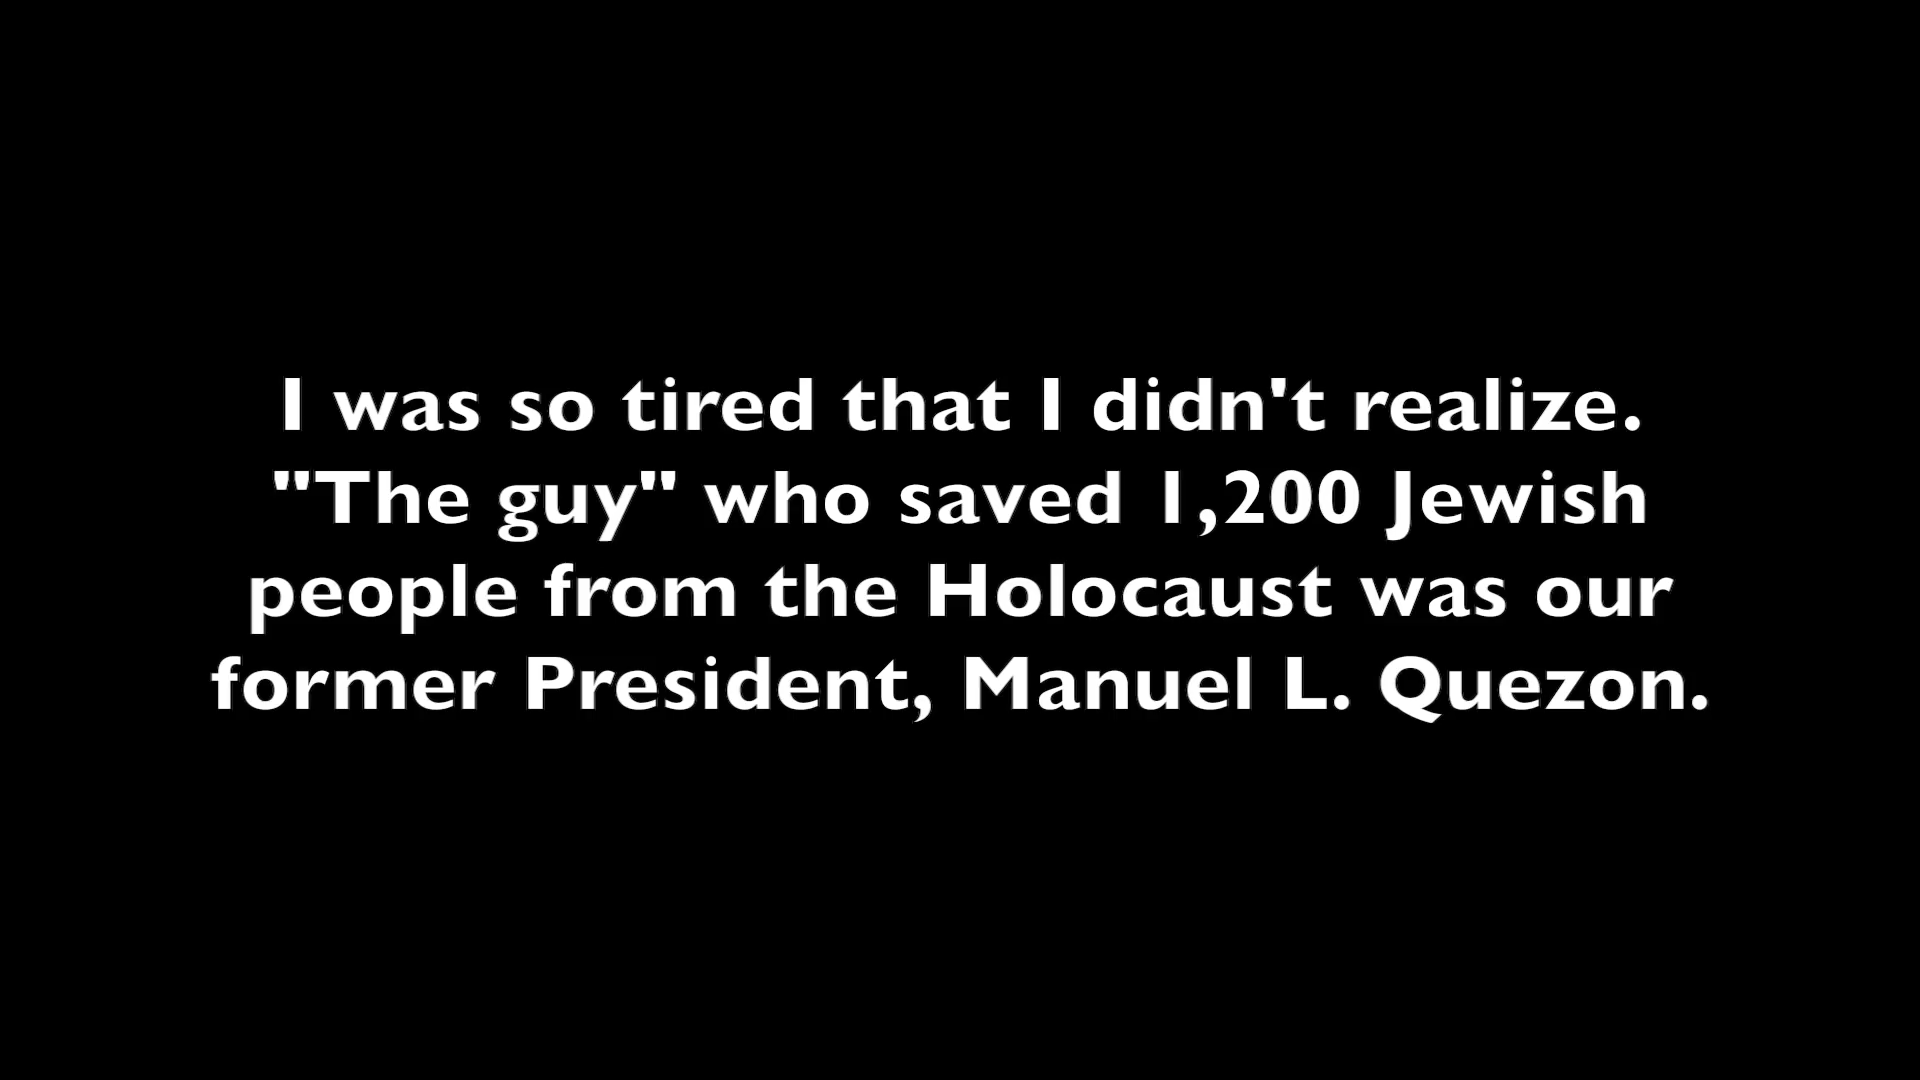 I was so tired that I didn't realize.
"The guy" who saved 1,200 Jewish
people from the Holocaust was our
former President, Manuel L. Quezon.